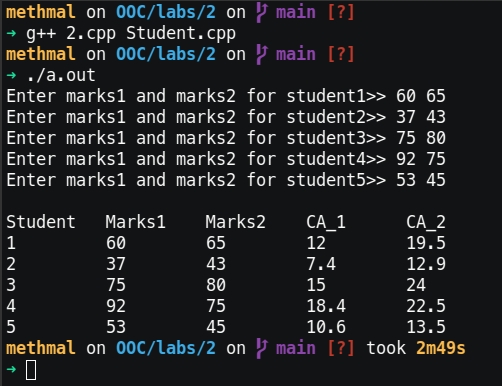 methmal on OOC/labs/2 on main [?]
➜ g++ 2.cpp Student.cpp
methmal on OOC/labs/2 on main [?]
➜ ./a.out
Enter marks1 and marks2 for student1>> 60 65
Enter marks1 and marks2 for student2>> 37 43
Enter marks1 and marks2 for student3>> 75 80
Enter marks1 and marks2 for student4>> 92 75
Enter marks1 and marks2 for student5>> 53 45
Student Marks1 Marks2 CA_1 CA_2
1 60 65 12 19.5
2 37 43 7.4 12.9
3 75 80 15 24
4 92 75 18.4 22.5
5 53 45 10.6 13.5
methmal on OOC/labs/2 on main [?] took 2m49s
➜